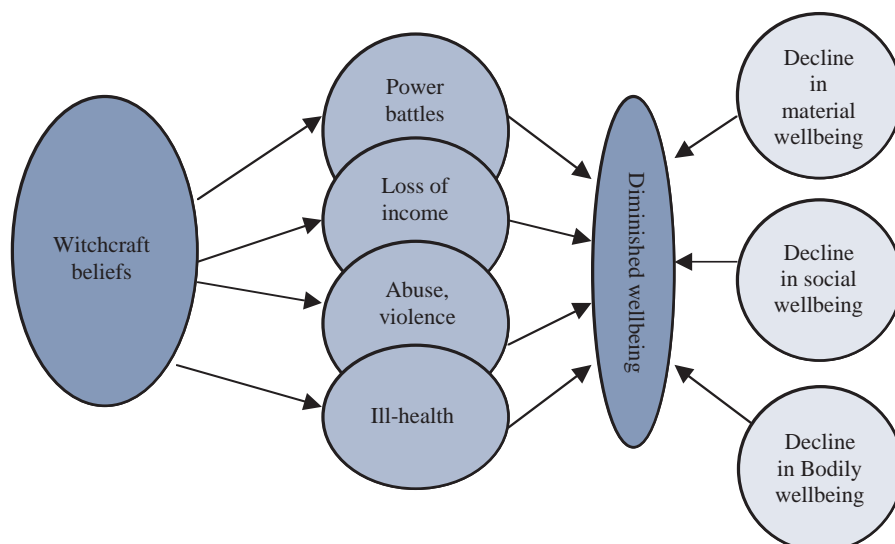 Witchcraft
beliefs
Power
battles
Loss of
income
Abuse,
violence
Ill-health
Diminished wellbeing
Decline
in
material
wellbeing
Decline
in social
wellbeing
Decline
in Bodily
wellbeing